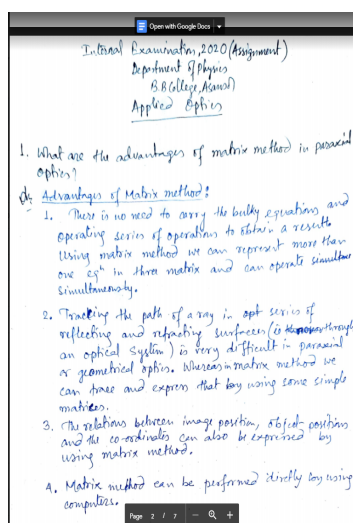 Open with Google Docs
Internal Examination, 2020 (Assignment)
Department of Physics
B.B College, Asansol
Applied Optics
1. What are the advantages of matrix method in paraxial
optics?
Advantages of Matrix method:
1. There is no need to carry the bulky equations and
operating series of operations to obtain a result
Using matrix method we can represent more than
one eqn in three matrix and can operate
simultaneously.
2. Tracking the path of a ray in opt series of
reflecting and refracting surfaces (ie through
an optical system) is very difficult in paraxial
or geometrical optics. Whereas in matrix method we
can trace and express that by using some simple
matrices.
3. The relations between image position, object positions
and the co-ordinates can also be expressed by
using matrix method.
4. Matrix method can be performed directly by using
computers.
Page 2 / 7